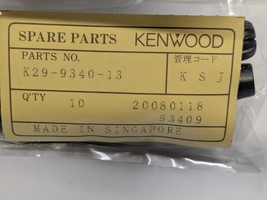 SPARE PARTS KENWOOD
PARTS NO. 管理コード
K29-9340-13 K S J
Q'TY 10 20080118
53409
MADE IN SINGAPORE